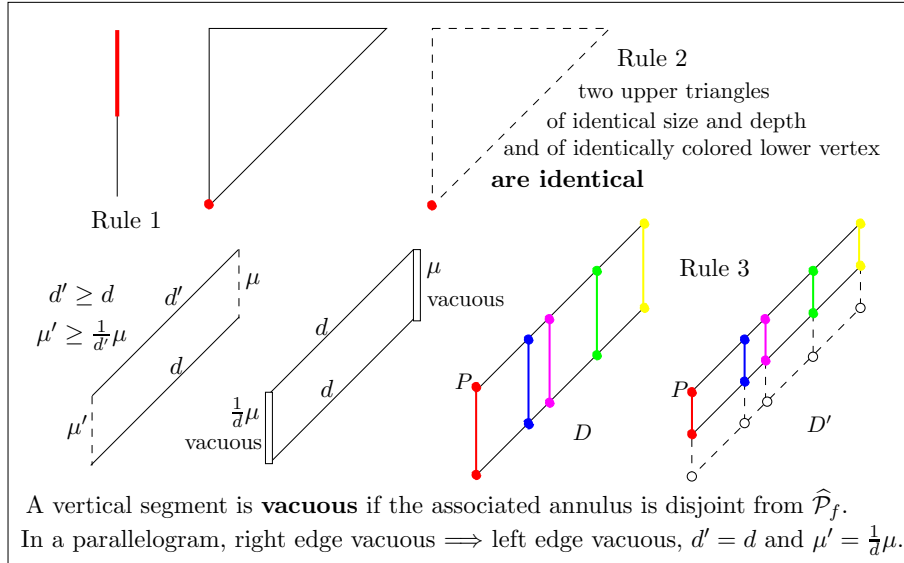 Rule 1
Rule 2
two upper triangles
of identical size and depth
and of identically colored lower vertex
are identical
d′ ≥ d
μ′ ≥ 1/d′ μ
d′
μ
d
μ′
d
μ
vacuous
d
1/d μ
vacuous
Rule 3
P
D
P
D′
A vertical segment is vacuous if the associated annulus is disjoint from P̂_f.
In a parallelogram, right edge vacuous ⟹ left edge vacuous, d′ = d and μ′ = 1/d μ.